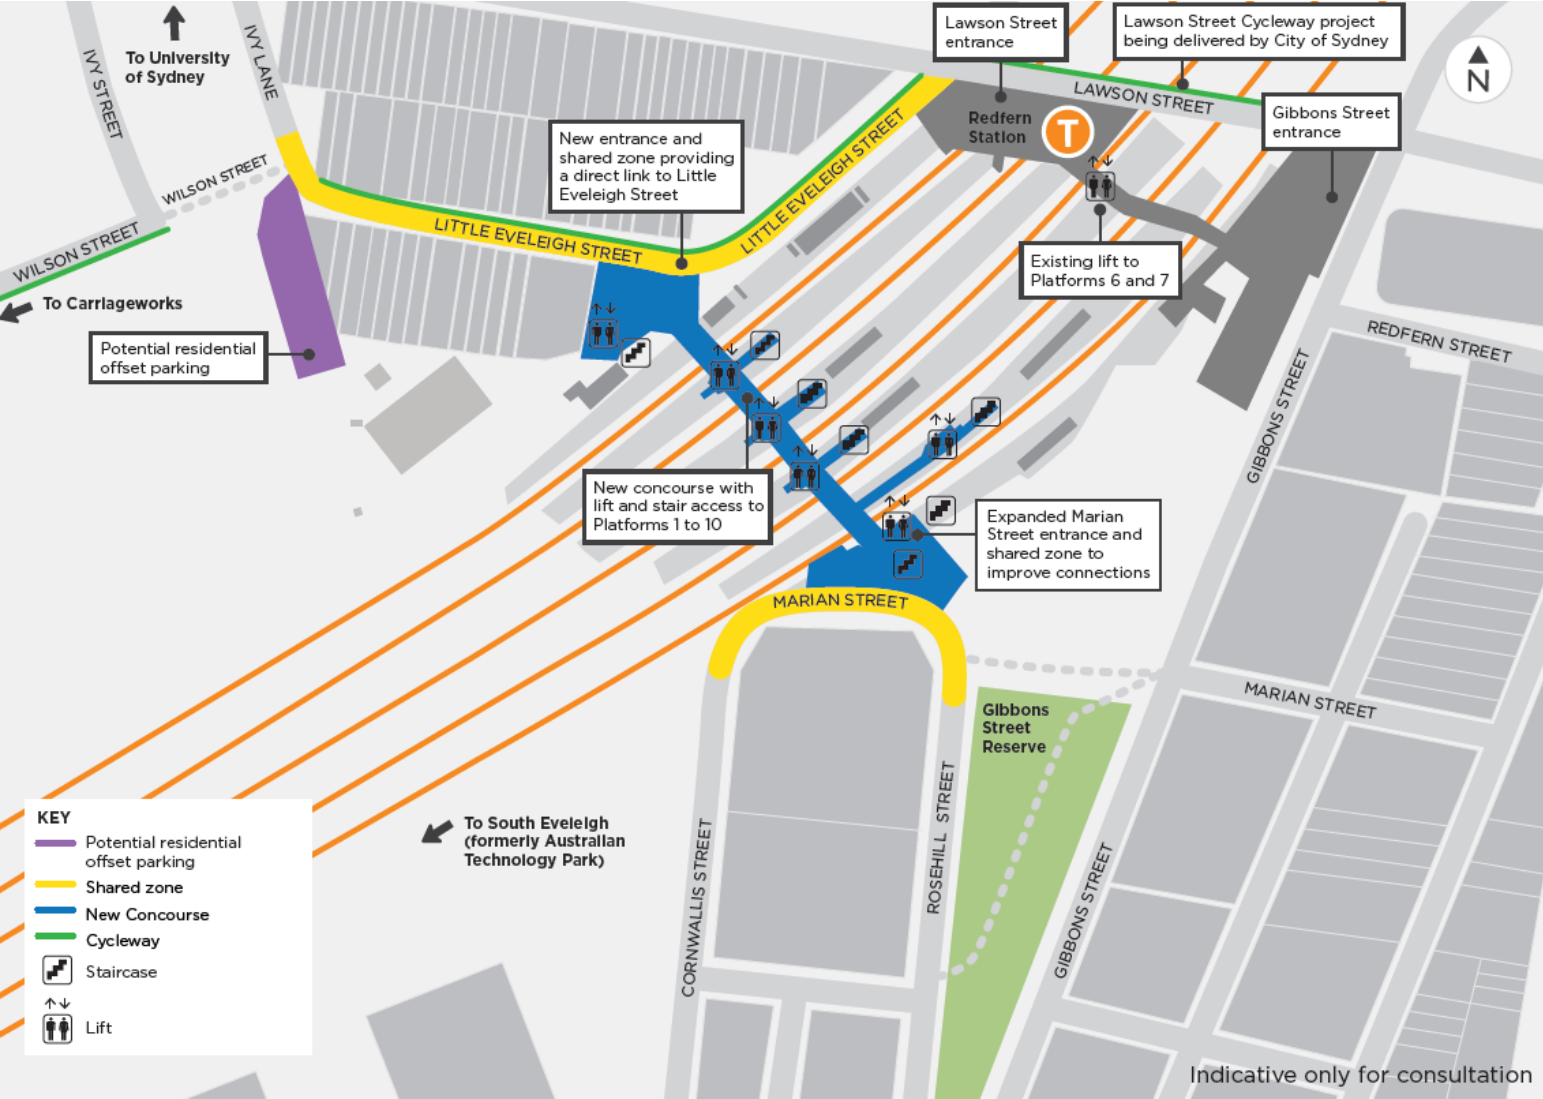 To University
of Sydney
IVY STREET
IVY LANE
Lawson Street
entrance
Lawson Street Cycleway project
being delivered by City of Sydney
N
LAWSON STREET
Gibbons Street
entrance
Redfern
Station
T
New entrance and
shared zone providing
a direct link to Little
Eveleigh Street
WILSON STREET
WILSON STREET
LITTLE EVELEIGH STREET
LITTLE EVELEIGH STREET
To Carriageworks
Existing lift to
Platforms 6 and 7
Potential residential
offset parking
REDFERN STREET
GIBBONS STREET
New concourse with
lift and stair access to
Platforms 1 to 10
Expanded Marian
Street entrance and
shared zone to
improve connections
MARIAN STREET
MARIAN STREET
Gibbons
Street
Reserve
CORNWALLIS STREET
ROSEHILL STREET
GIBBONS STREET
To South Eveleigh
(formerly Australian
Technology Park)
KEY
Potential residential
offset parking
Shared zone
New Concourse
Cycleway
Staircase
Lift
Indicative only for consultation